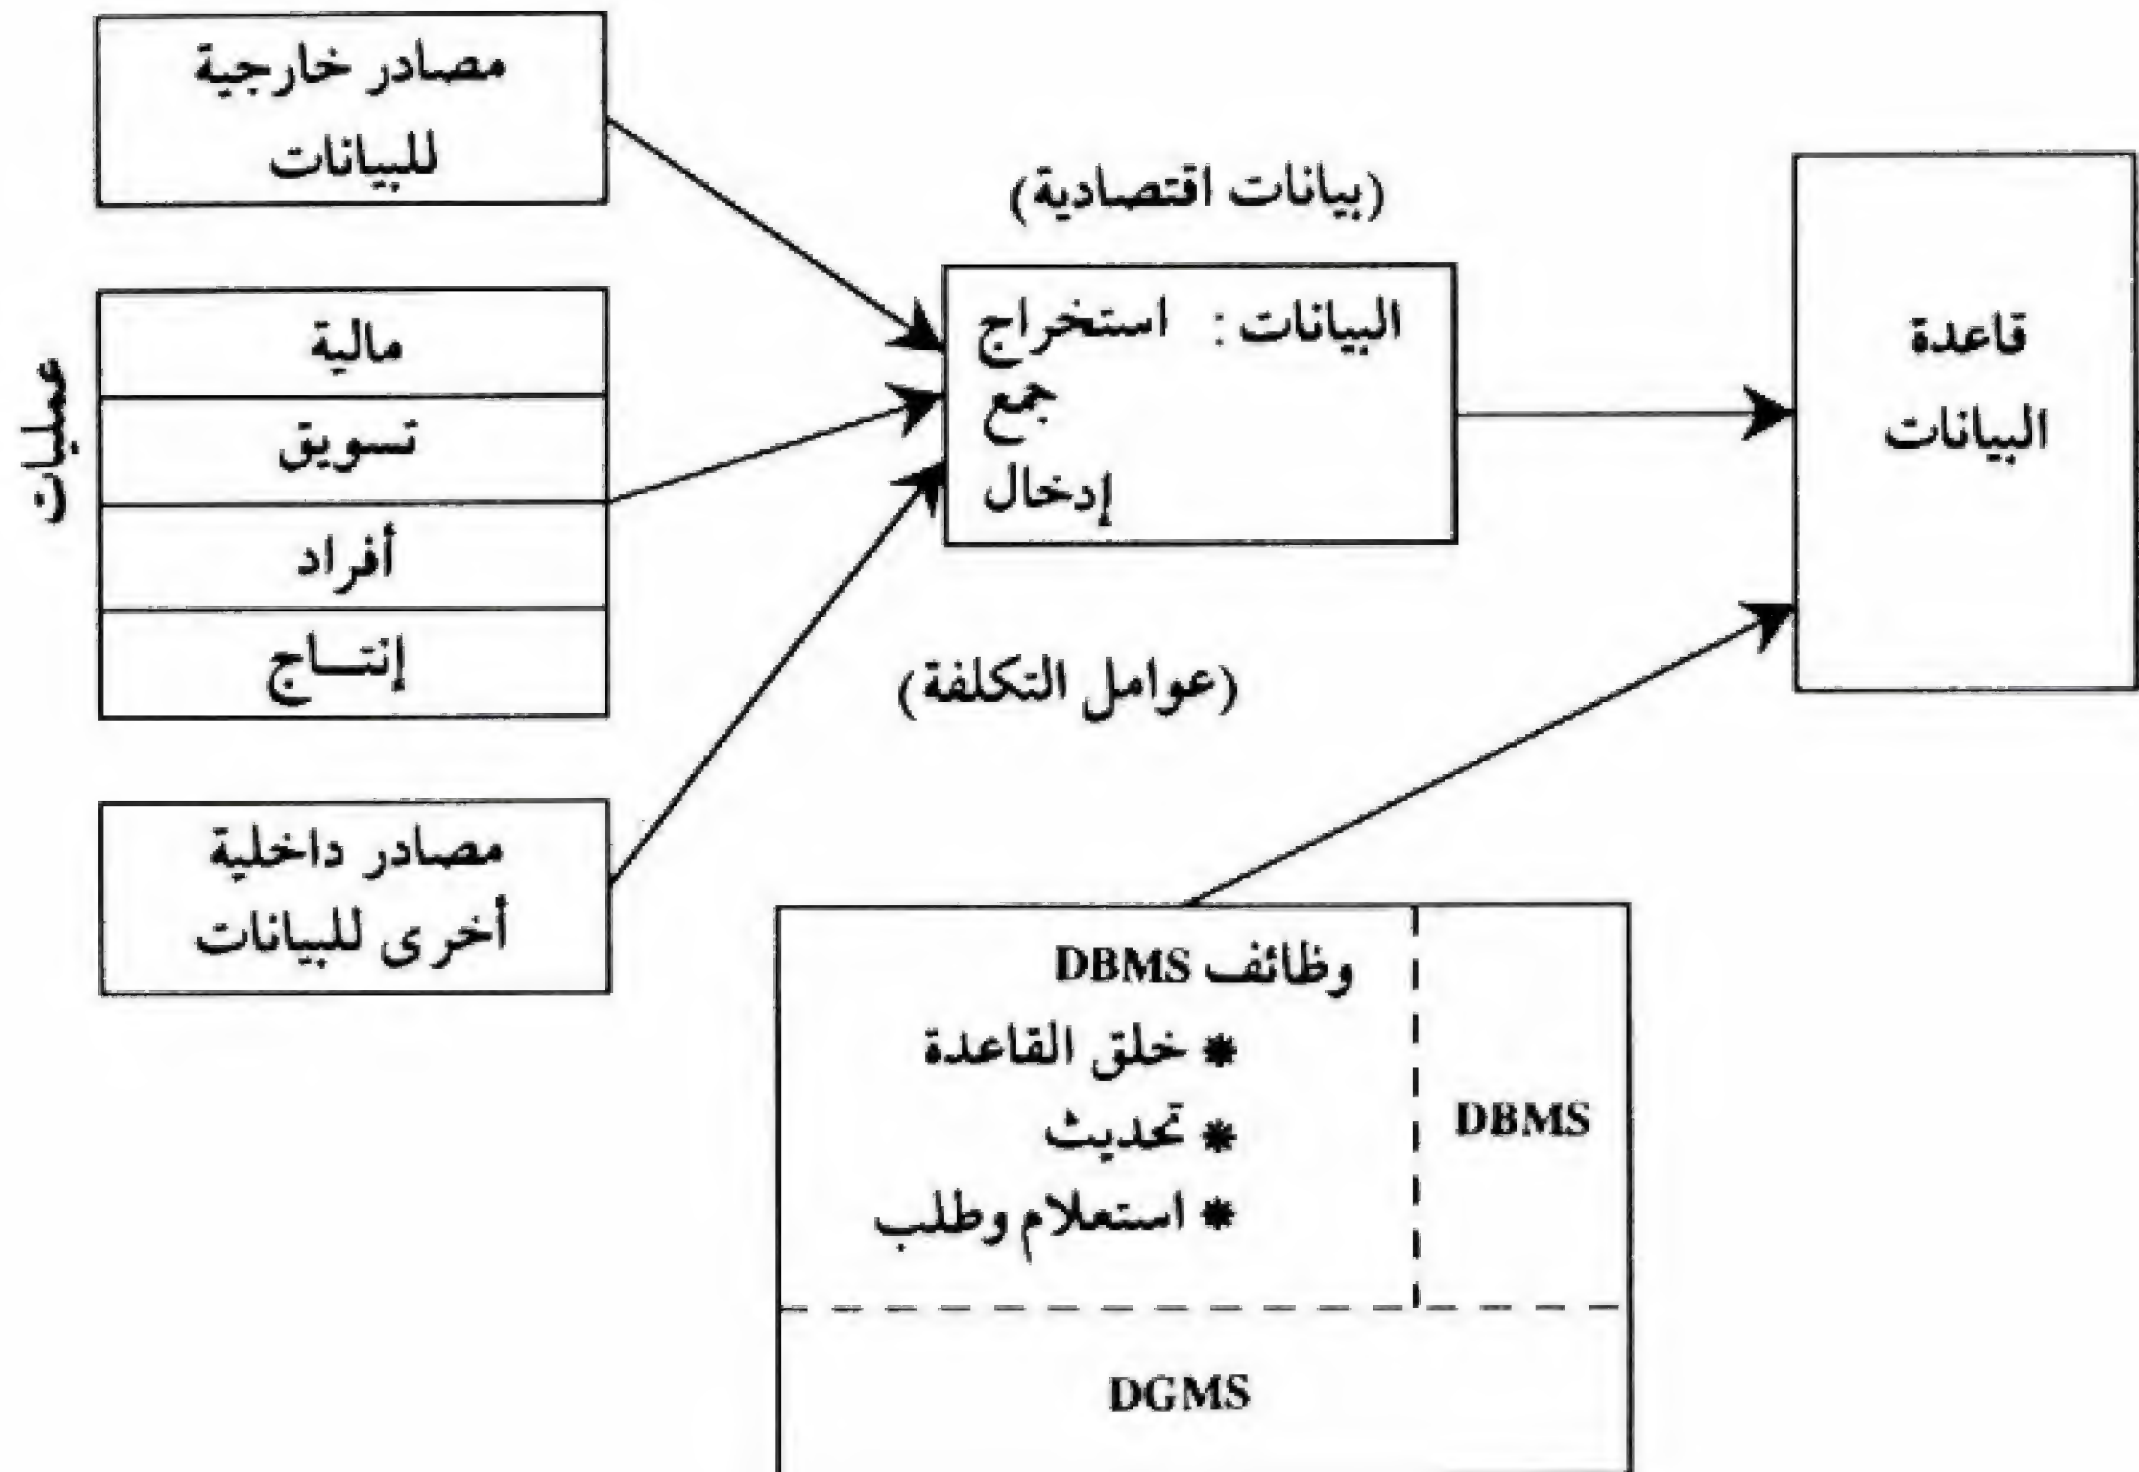 مصادر خارجية
للبيانات
عمليات
مالية
تسويق
أفراد
إنتـاج
مصادر داخلية
أخرى للبيانات
(بيانات اقتصادية)
البيانات : استخراج
جمع
إدخال
(عوامل التكلفة)
قاعدة
البيانات
وظائف DBMS
* خلق القاعدة
* تحديث
* استعلام وطلب
DBMS
DGMS